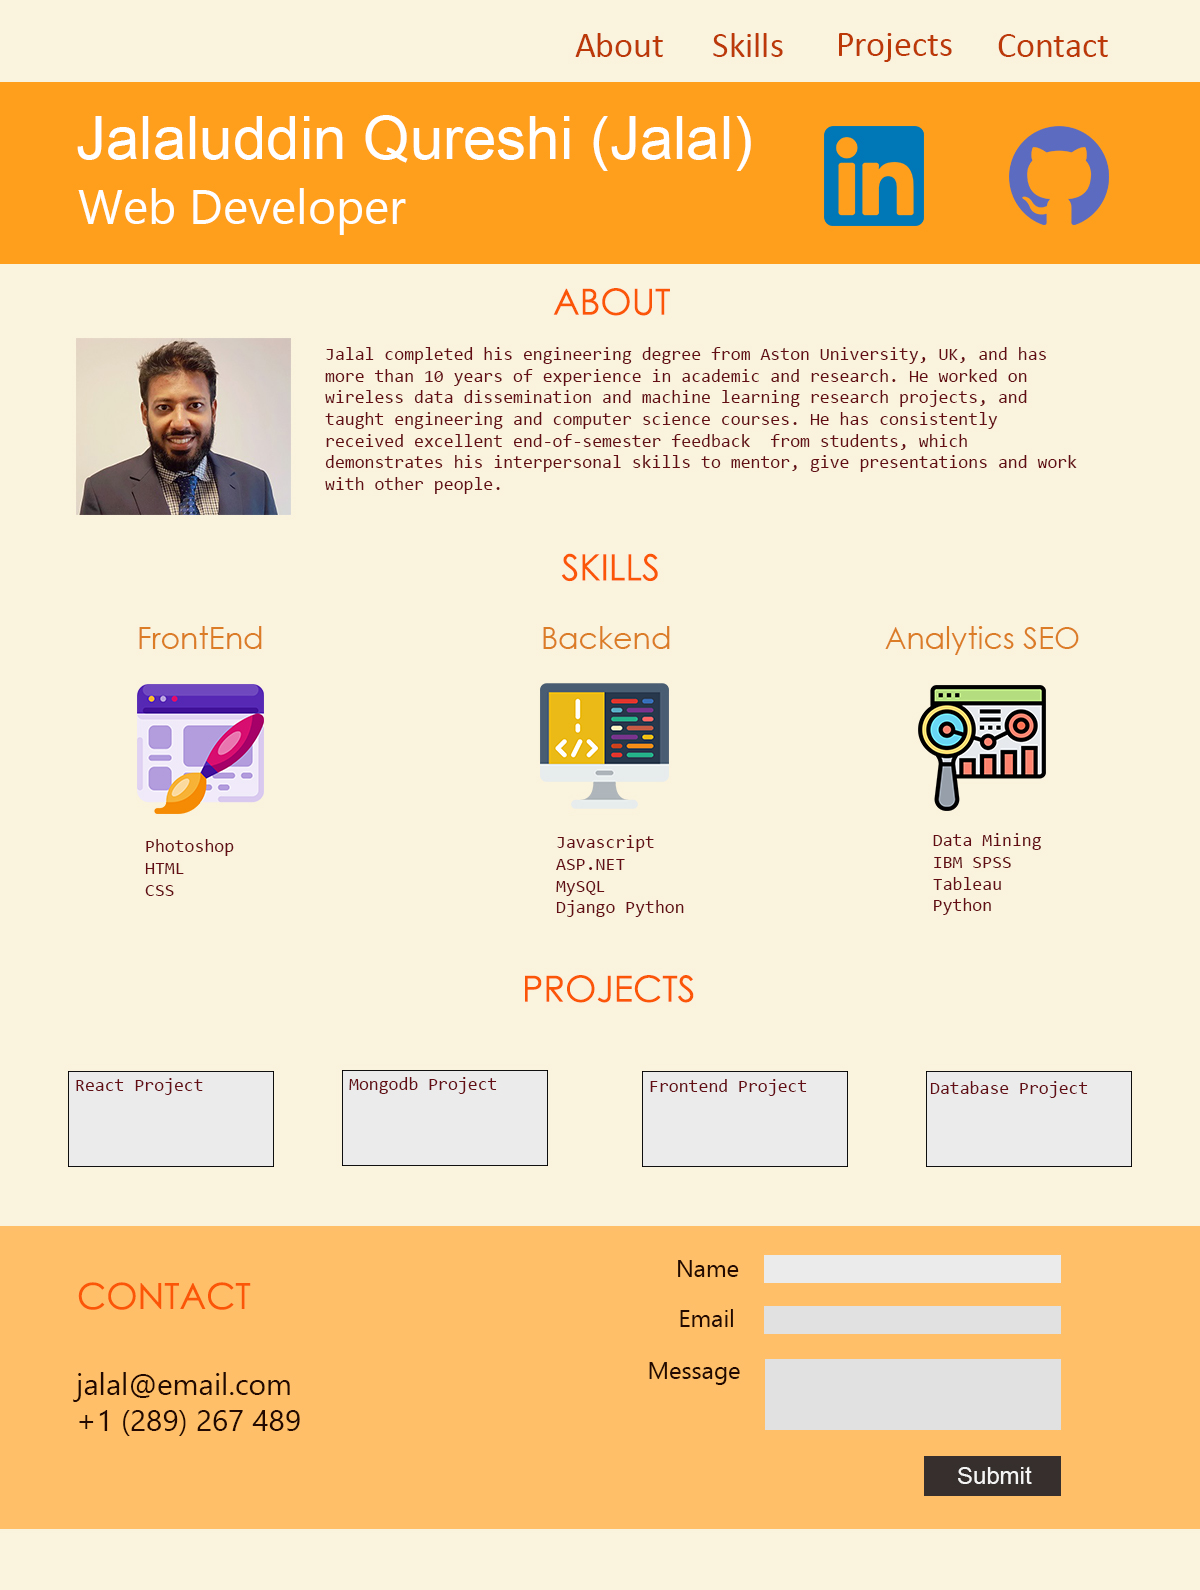 About Skills Projects Contact
Jalaluddin Qureshi (Jalal)
Web Developer
in
ABOUT
Jalal completed his engineering degree from Aston University, UK, and has
more than 10 years of experience in academic and research. He worked on
wireless data dissemination and machine learning research projects, and
taught engineering and computer science courses. He has consistently
received excellent end-of-semester feedback  from students, which
demonstrates his interpersonal skills to mentor, give presentations and work
with other people.
SKILLS
FrontEnd
Photoshop
HTML
CSS
Backend
Javascript
ASP.NET
MySQL
Django Python
Analytics SEO
Data Mining
IBM SPSS
Tableau
Python
PROJECTS
React Project
Mongodb Project
Frontend Project
Database Project
CONTACT
jalal@email.com
+1 (289) 267 489
Name
Email
Message
Submit